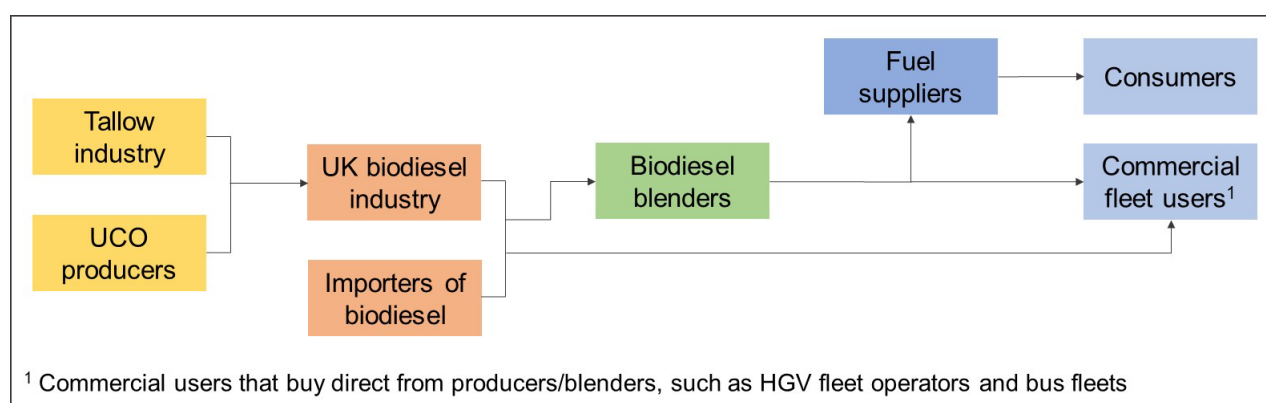 Tallow
industry
UCO
producers
UK biodiesel
industry
Importers of
biodiesel
Biodiesel
blenders
Fuel
suppliers
Consumers
Commercial
fleet users¹
¹ Commercial users that buy direct from producers/blenders, such as HGV fleet operators and bus fleets